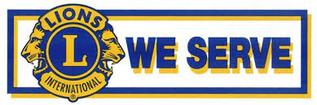 LIONS
L
INTERNATIONAL
®
WE SERVE